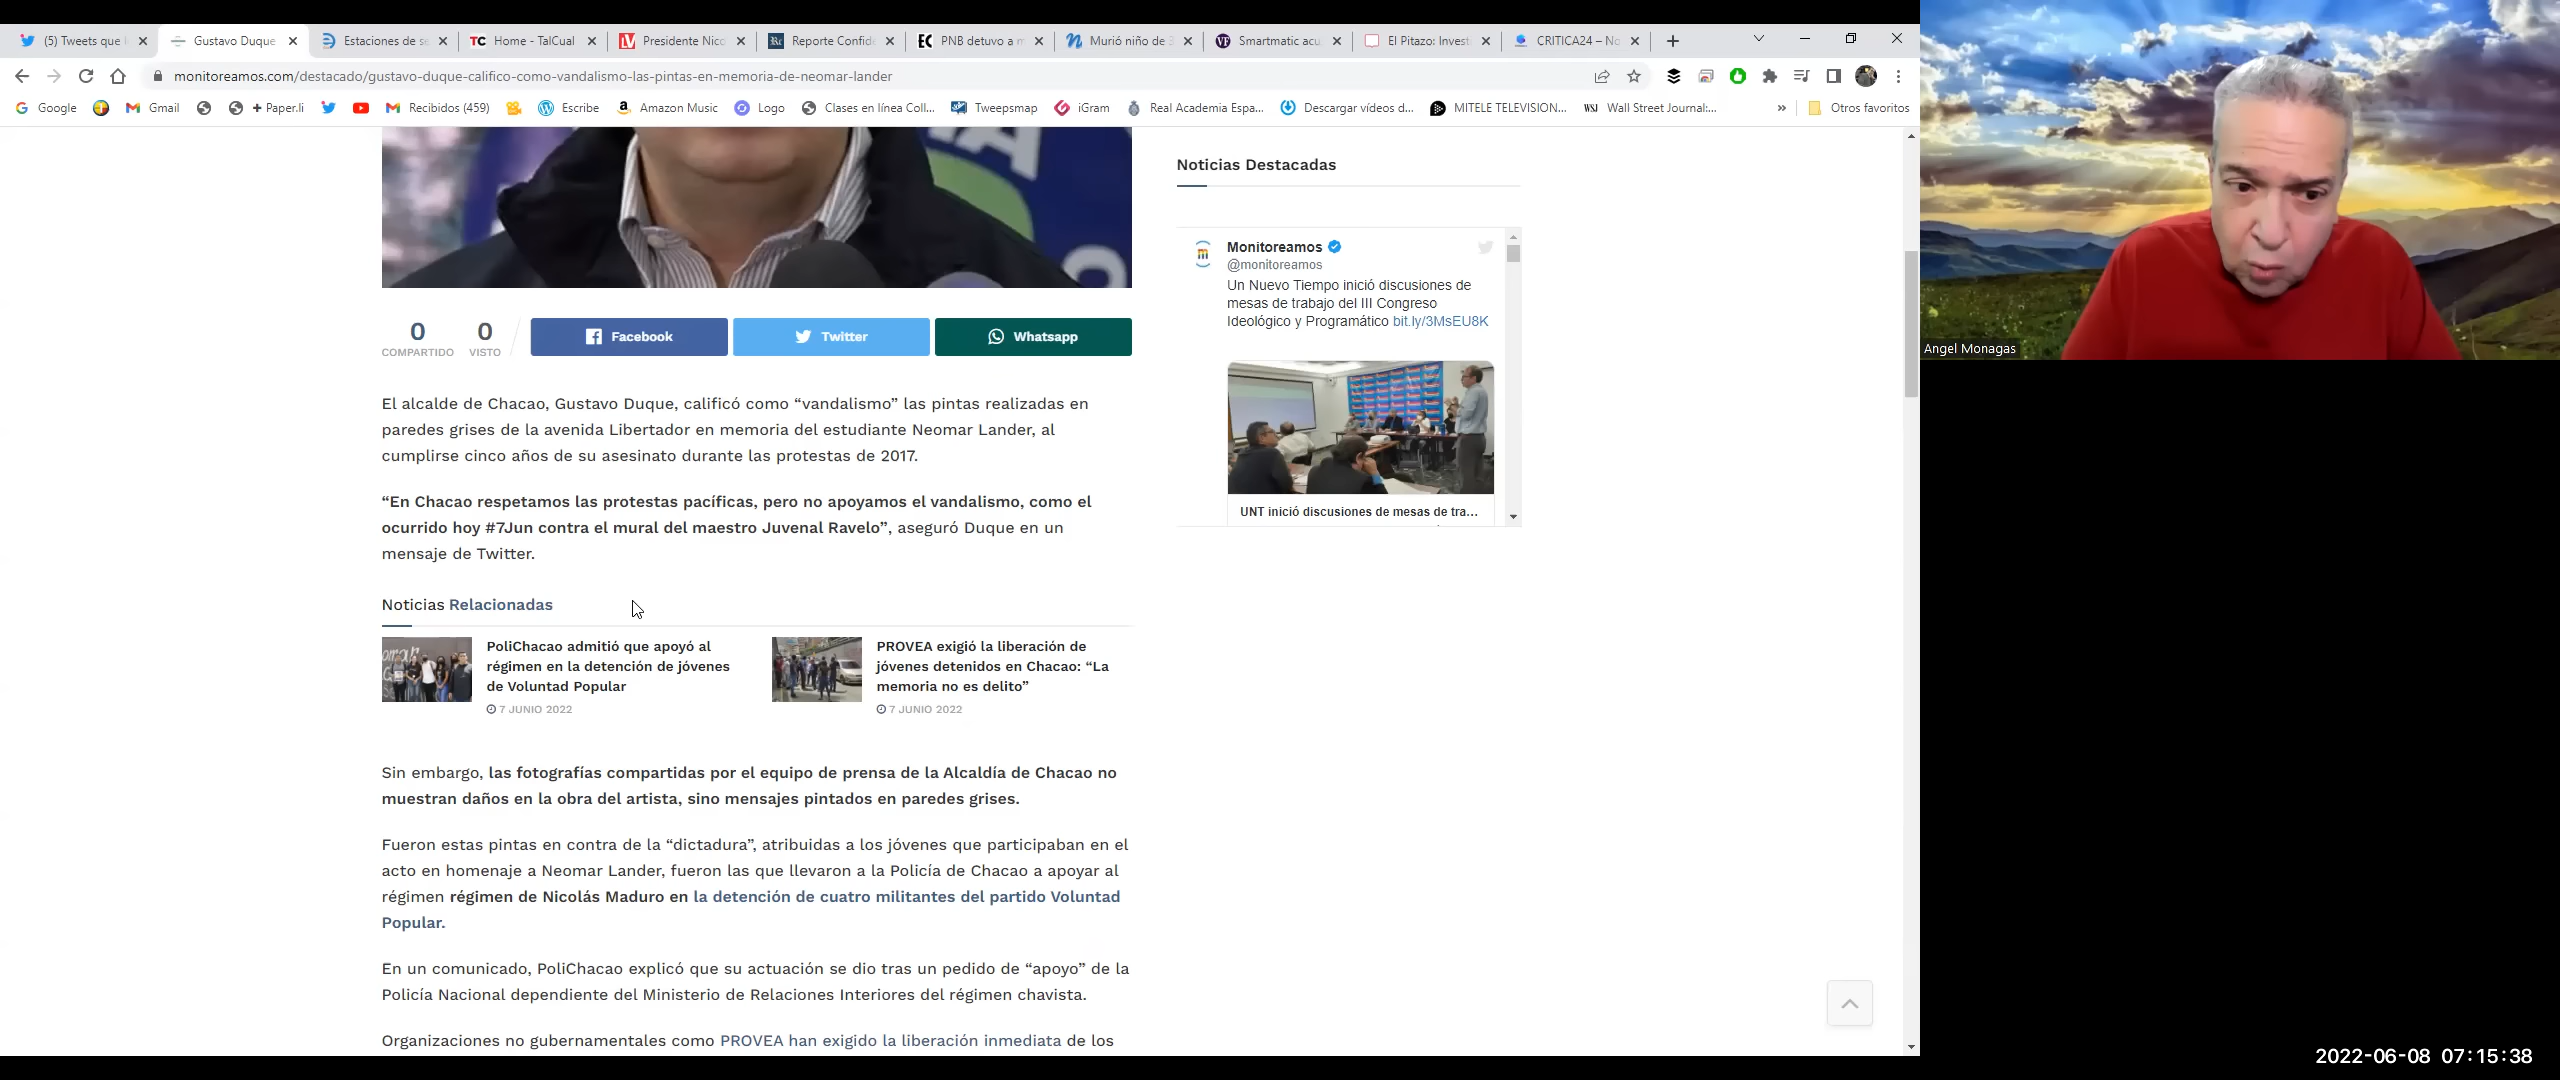 (5) Tweets que l
Gustavo Duque
Estaciones de se
TC Home - TalCual
LV Presidente Nico
Rc Reporte Confide
EC PNB detuvo a m
Murió niño de 3
VF Smartmatic acu
El Pitazo: Invest
CRITICA24 – No
monitoreamos.com/destacado/gustavo-duque-califico-como-vandalismo-las-pintas-en-memoria-de-neomar-lander
Google
Gmail
+ Paper.li
Recibidos (459)
Escribe
Amazon Music
Logo
Clases en línea Coll...
Tweepsmap
iGram
Real Academia Espa...
Descargar vídeos d...
MITELE TELEVISION...
WSJ Wall Street Journal:...
»
Otros favoritos
0
COMPARTIDO
0
VISTO
Facebook
Twitter
Whatsapp
El alcalde de Chacao, Gustavo Duque, calificó como “vandalismo” las pintas realizadas en
paredes grises de la avenida Libertador en memoria del estudiante Neomar Lander, al
cumplirse cinco años de su asesinato durante las protestas de 2017.
“En Chacao respetamos las protestas pacíficas, pero no apoyamos el vandalismo, como el
ocurrido hoy #7Jun contra el mural del maestro Juvenal Ravelo”, aseguró Duque en un
mensaje de Twitter.
Noticias Relacionadas
PoliChacao admitió que apoyó al
régimen en la detención de jóvenes
de Voluntad Popular
7 JUNIO 2022
PROVEA exigió la liberación de
jóvenes detenidos en Chacao: “La
memoria no es delito”
7 JUNIO 2022
Sin embargo, las fotografías compartidas por el equipo de prensa de la Alcaldía de Chacao no
muestran daños en la obra del artista, sino mensajes pintados en paredes grises.
Fueron estas pintas en contra de la “dictadura”, atribuidas a los jóvenes que participaban en el
acto en homenaje a Neomar Lander, fueron las que llevaron a la Policía de Chacao a apoyar al
régimen régimen de Nicolás Maduro en la detención de cuatro militantes del partido Voluntad
Popular.
En un comunicado, PoliChacao explicó que su actuación se dio tras un pedido de “apoyo” de la
Policía Nacional dependiente del Ministerio de Relaciones Interiores del régimen chavista.
Organizaciones no gubernamentales como PROVEA han exigido la liberación inmediata de los
Noticias Destacadas
Monitoreamos
@monitoreamos
Un Nuevo Tiempo inició discusiones de
mesas de trabajo del III Congreso
Ideológico y Programático bit.ly/3MsEU8K
UNT inició discusiones de mesas de tra...
Angel Monagas
2022-06-08 07:15:38